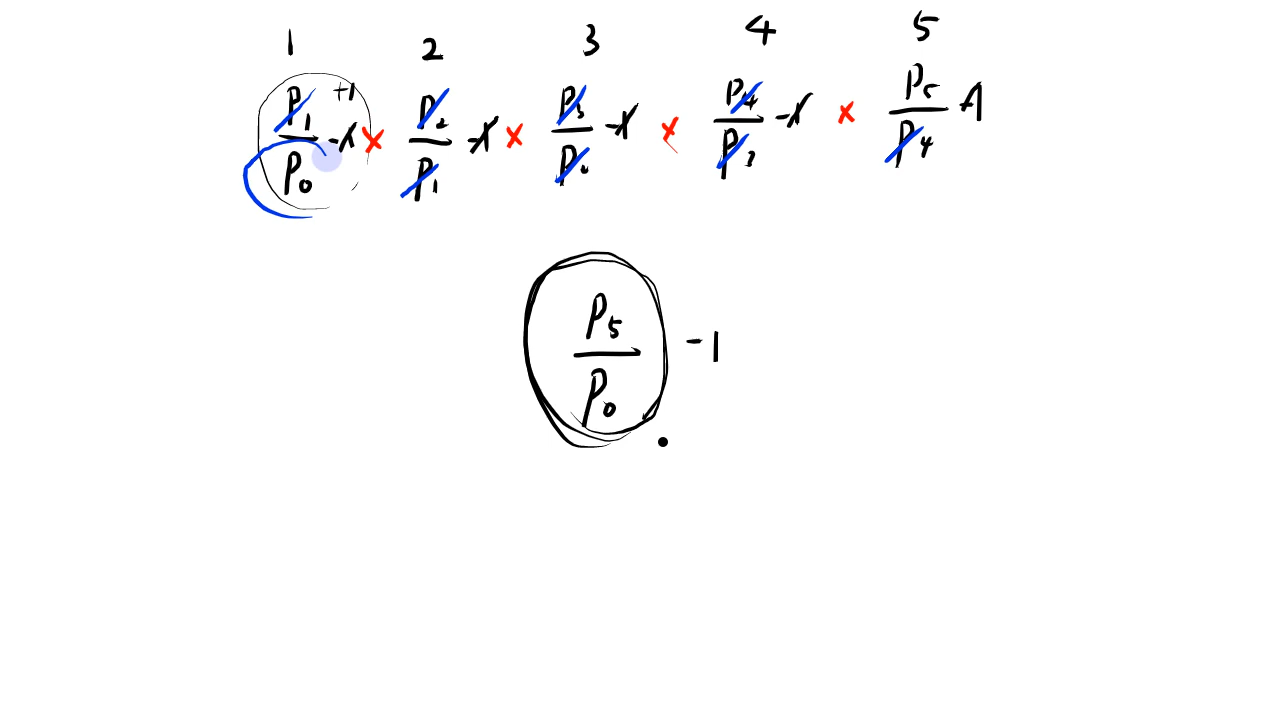 1 2 3 4 5
P1/P0 -1 +1 × P2/P1 -1 × P3/P2 -1 × P4/P3 -1 × P5/P4 -1
P5/P0 -1